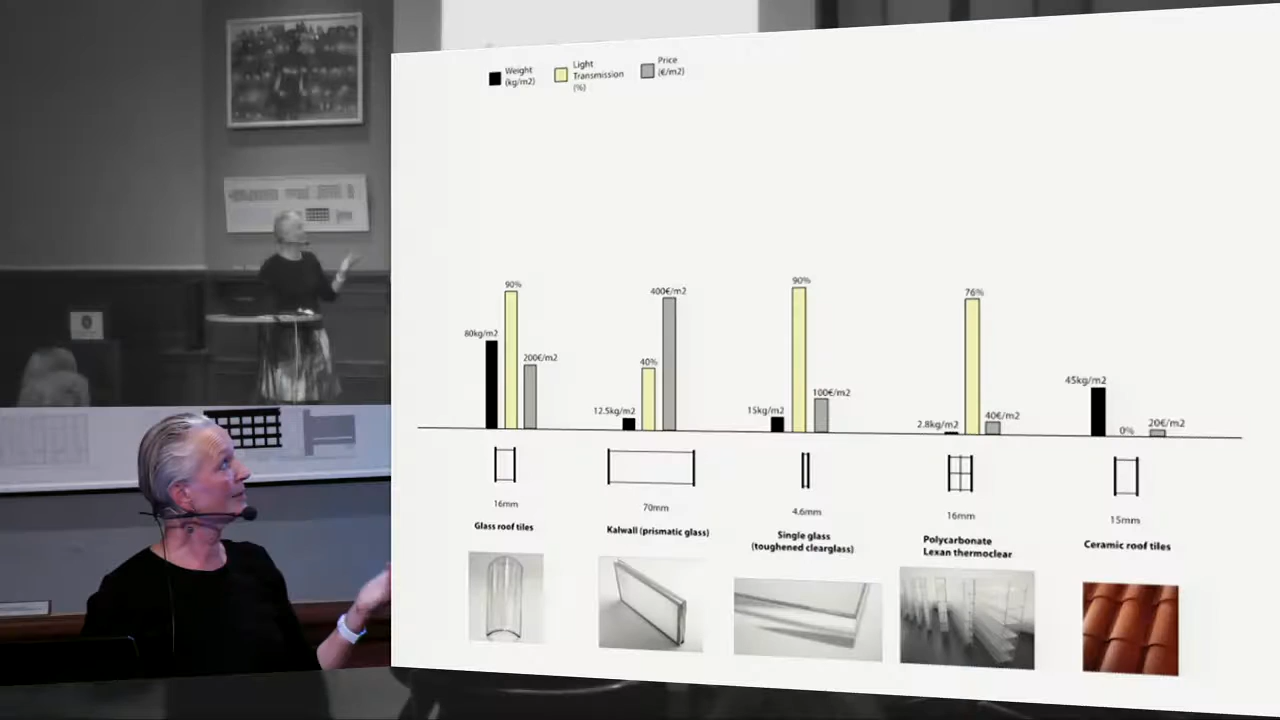 Weight
(kg/m2)
Light
Transmission
(%)
Price
(€/m2)
80kg/m2
90%
200€/m2
12.5kg/m2
40%
400€/m2
15kg/m2
90%
100€/m2
2.8kg/m2
76%
40€/m2
45kg/m2
0%
20€/m2
16mm
70mm
4.6mm
16mm
15mm
Glass roof tiles
Kalwall (prismatic glass)
Single glass
(toughened clearglass)
Polycarbonate
Lexan thermoclear
Ceramic roof tiles